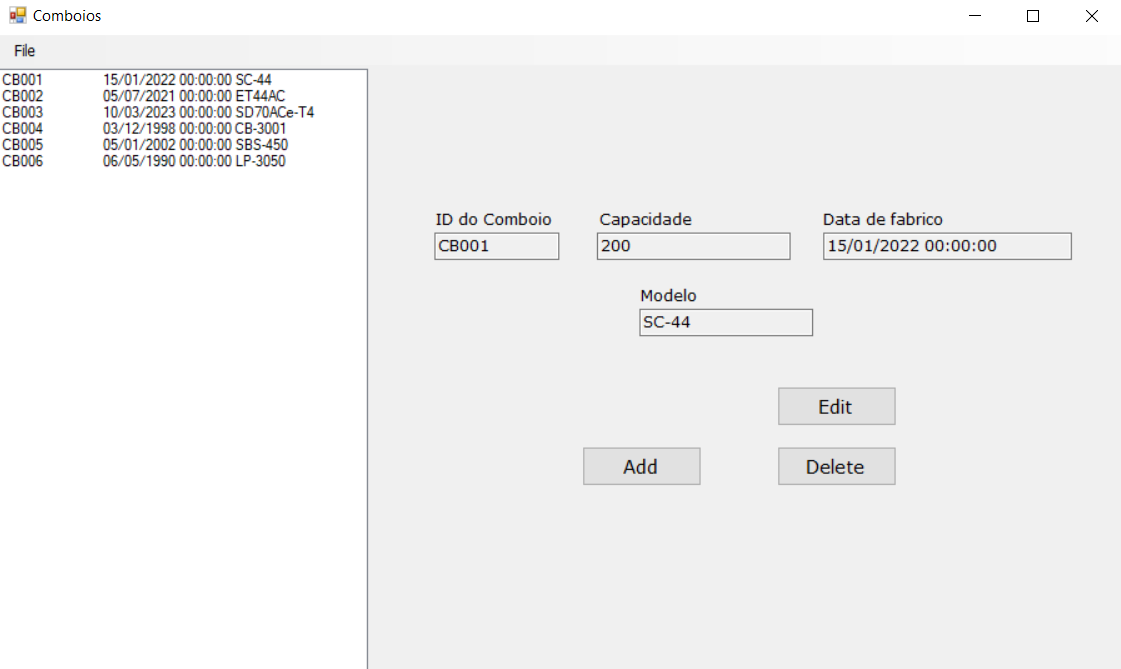 Comboios
File
CB001 15/01/2022 00:00:00 SC-44
CB002 05/07/2021 00:00:00 ET44AC
CB003 10/03/2023 00:00:00 SD70ACe-T4
CB004 03/12/1998 00:00:00 CB-3001
CB005 05/01/2002 00:00:00 SBS-450
CB006 06/05/1990 00:00:00 LP-3050
ID do Comboio Capacidade Data de fabrico
CB001 200 15/01/2022 00:00:00
Modelo
SC-44
Edit
Add Delete